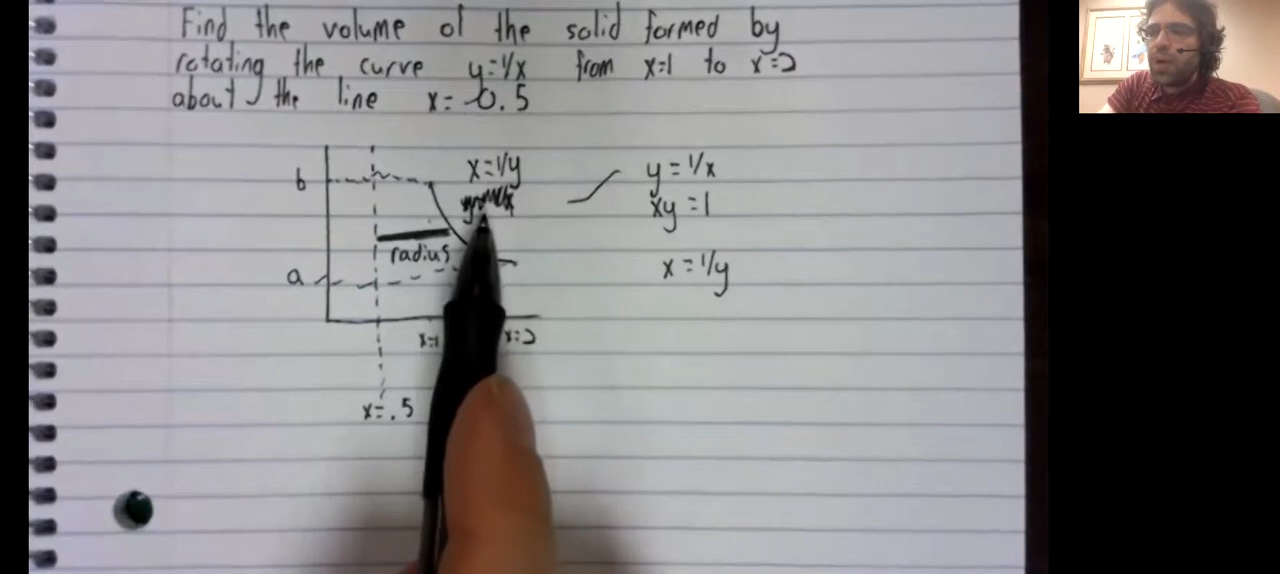 Find the volume of the solid formed by
rotating the curve y=1/x from x=1 to x=2
about the line x=0.5
b
x=1/y
y=1/x
xy=1
radius
a
x=1/y
x=1
x=2
x=.5